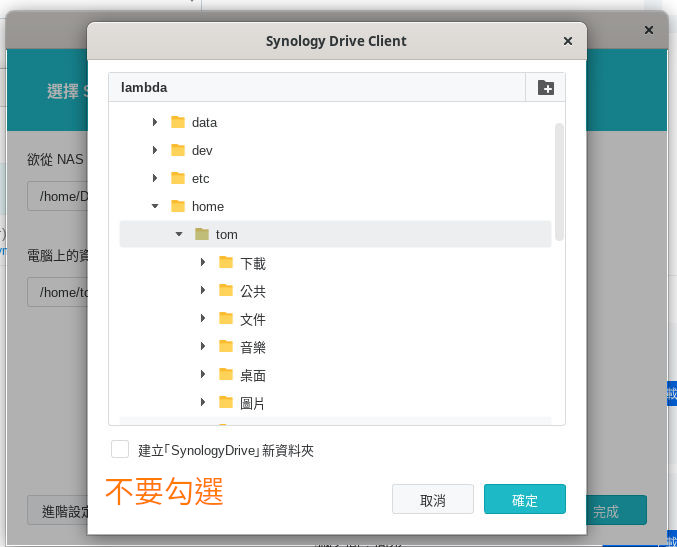 Synology Drive Client
lambda
選擇 S
data
欲從 NAS
dev
etc
/home/D
home
tom
電腦上的資
下載
/home/to
公共
文件
音樂
桌面
圖片
建立「SynologyDrive」新資料夾
不要勾選
取消
確定
進階設定
完成